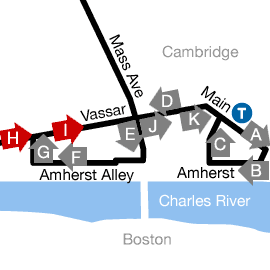 Mass Ave
Cambridge
Main
Vassar
D
T
H
I
E
J
K
A
G
F
C
B
Amherst Alley
Amherst
Charles River
Boston